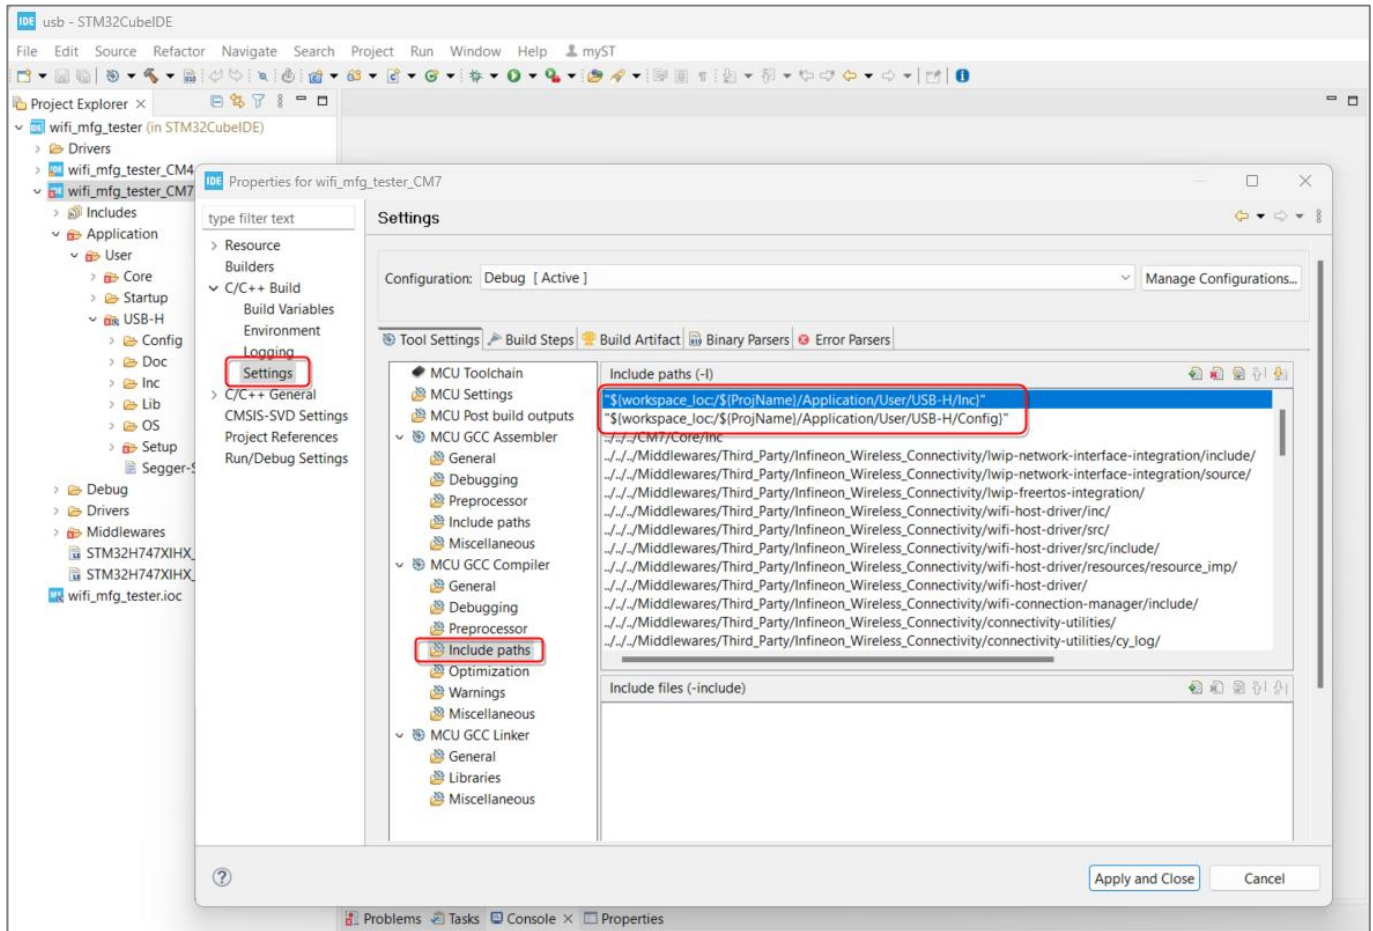 IDE usb - STM32CubeIDE
File Edit Source Refactor Navigate Search Project Run Window Help myST
Project Explorer
wifi_mfg_tester (in STM32CubeIDE)
Drivers
wifi_mfg_tester_CM4
wifi_mfg_tester_CM7
Includes
Application
User
Core
Startup
USB-H
Config
Doc
Inc
Lib
OS
Setup
Segger-S
Debug
Drivers
Middlewares
STM32H747XIHX_
STM32H747XIHX_
wifi_mfg_tester.ioc
IDE Properties for wifi_mfg_tester_CM7
type filter text
Resource
Builders
C/C++ Build
Build Variables
Environment
Logging
Settings
C/C++ General
CMSIS-SVD Settings
Project References
Run/Debug Settings
Settings
Configuration: Debug [ Active ] Manage Configurations...
Tool Settings Build Steps Build Artifact Binary Parsers Error Parsers
MCU Toolchain
MCU Settings
MCU Post build outputs
MCU GCC Assembler
General
Debugging
Preprocessor
Include paths
Miscellaneous
MCU GCC Compiler
General
Debugging
Preprocessor
Include paths
Optimization
Warnings
Miscellaneous
MCU GCC Linker
General
Libraries
Miscellaneous
Include paths (-I)
"${workspace_loc:/${ProjName}/Application/User/USB-H/Inc}"
"${workspace_loc:/${ProjName}/Application/User/USB-H/Config}"
../../../CM7/Core/Inc
../../../Middlewares/Third_Party/Infineon_Wireless_Connectivity/lwip-network-interface-integration/include/
../../../Middlewares/Third_Party/Infineon_Wireless_Connectivity/lwip-network-interface-integration/source/
../../../Middlewares/Third_Party/Infineon_Wireless_Connectivity/lwip-freertos-integration/
../../../Middlewares/Third_Party/Infineon_Wireless_Connectivity/wifi-host-driver/inc/
../../../Middlewares/Third_Party/Infineon_Wireless_Connectivity/wifi-host-driver/src/
../../../Middlewares/Third_Party/Infineon_Wireless_Connectivity/wifi-host-driver/src/include/
../../../Middlewares/Third_Party/Infineon_Wireless_Connectivity/wifi-host-driver/resources/resource_imp/
../../../Middlewares/Third_Party/Infineon_Wireless_Connectivity/wifi-host-driver/
../../../Middlewares/Third_Party/Infineon_Wireless_Connectivity/wifi-connection-manager/include/
../../../Middlewares/Third_Party/Infineon_Wireless_Connectivity/connectivity-utilities/
../../../Middlewares/Third_Party/Infineon_Wireless_Connectivity/connectivity-utilities/cy_log/
Include files (-include)
Apply and Close Cancel
Problems Tasks Console Properties